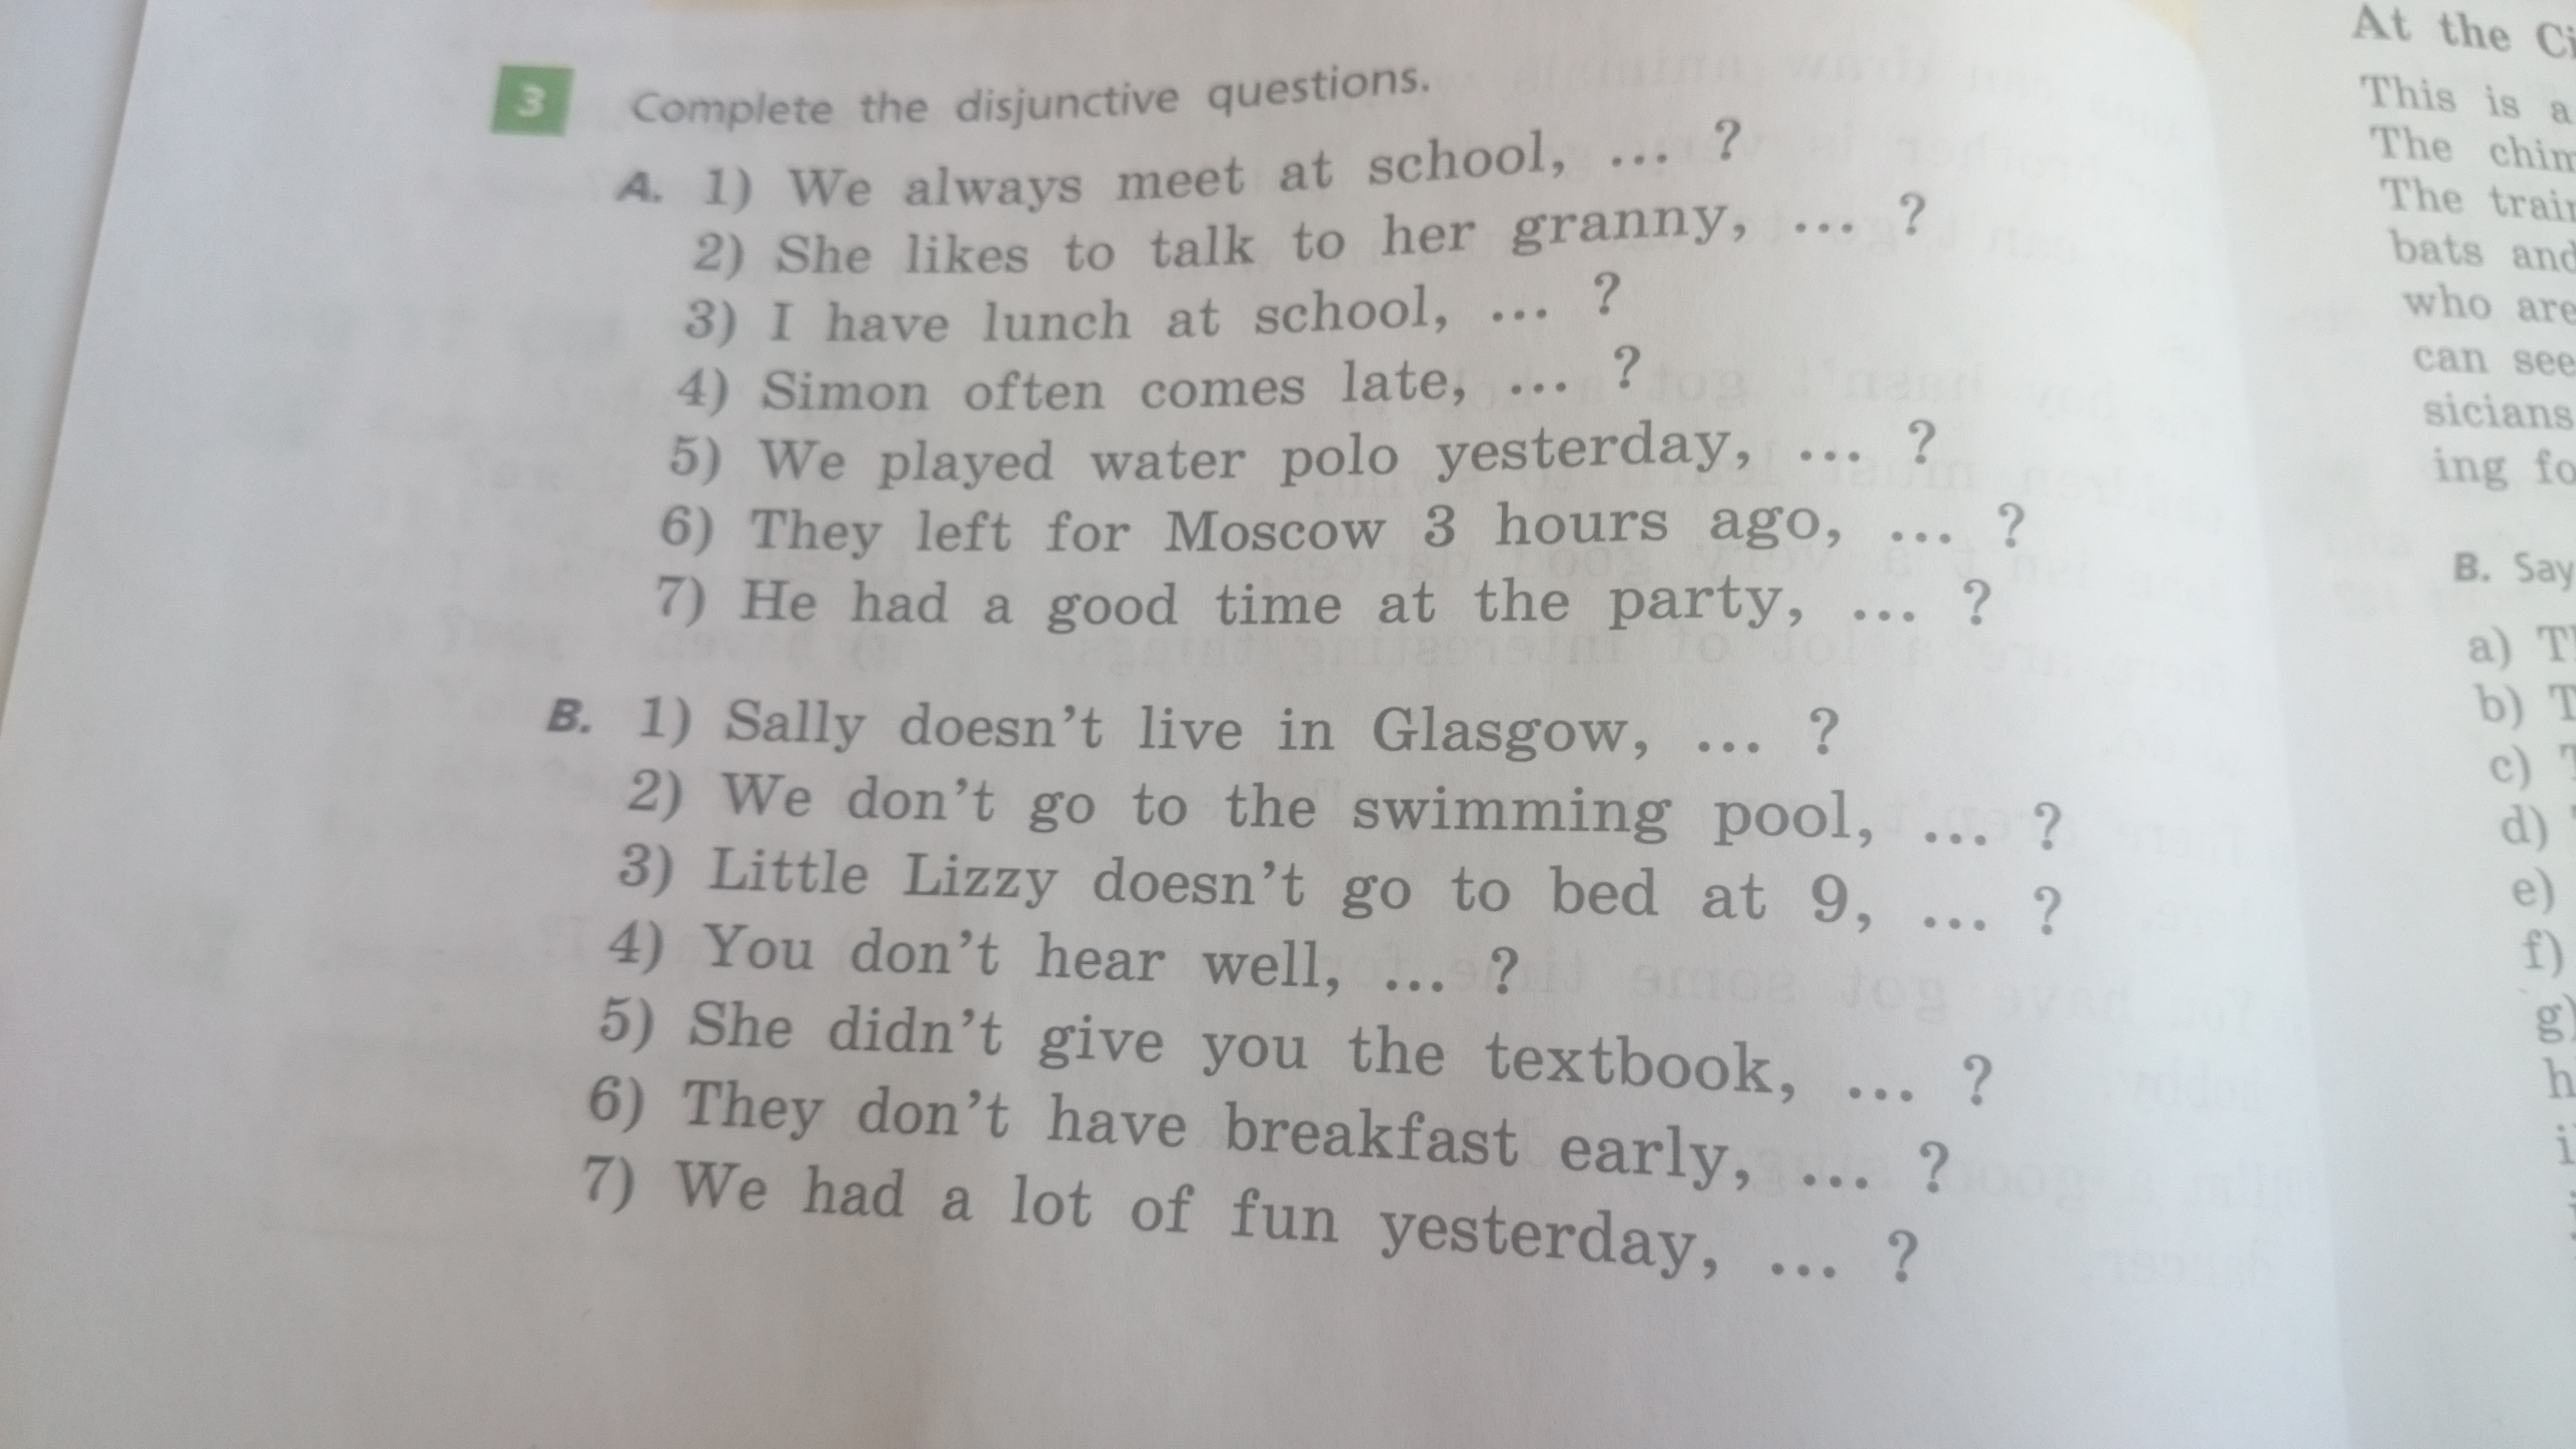 3 Complete the disjunctive questions.
A. 1) We always meet at school, ... ?
2) She likes to talk to her granny, ... ?
3) I have lunch at school, ... ?
4) Simon often comes late, ... ?
5) We played water polo yesterday, ... ?
6) They left for Moscow 3 hours ago, ... ?
7) He had a good time at the party, ... ?
B. 1) Sally doesn't live in Glasgow, ... ?
2) We don't go to the swimming pool, ... ?
3) Little Lizzy doesn't go to bed at 9, ... ?
4) You don't hear well, ... ?
5) She didn't give you the textbook, ... ?
6) They don't have breakfast early, ... ?
7) We had a lot of fun yesterday, ... ?
At the
This is a
The
The
bats and
who are
can see
B. Say
a)
b)
c)
d)
e)
f)
g)